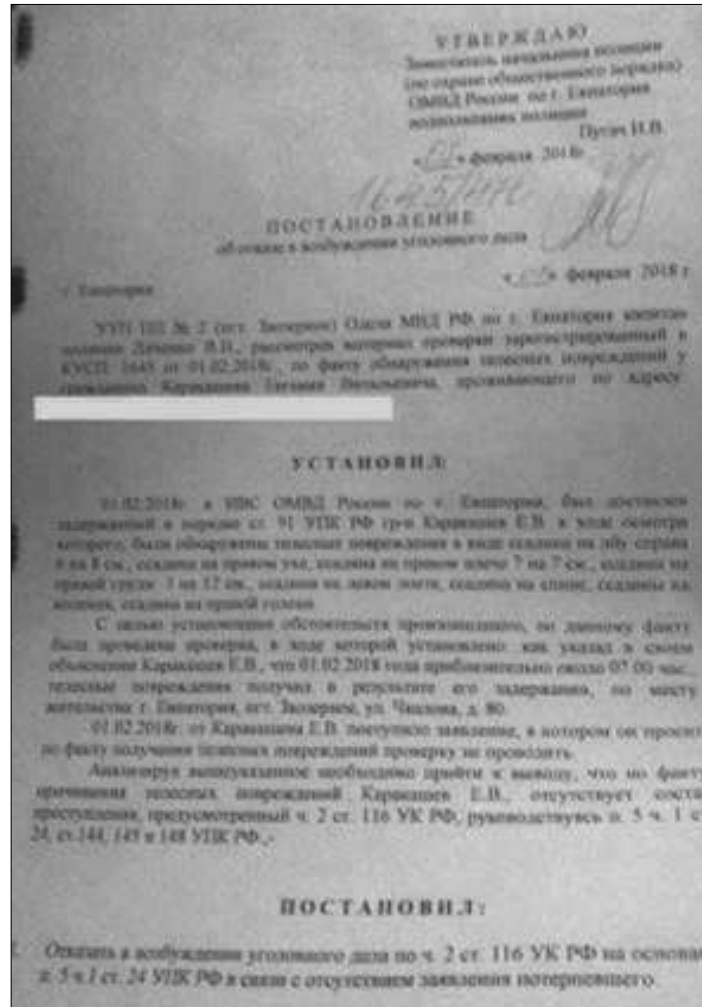 УТВЕРЖДАЮ
Заместитель начальника полиции
(по охране общественного порядка)
ОМВД России по г. Евпатория
подполковник полиции
Пугач И.В.
февраля 2018г
1645/
ПОСТАНОВЛЕНИЕ
об отказе в возбуждении уголовного дела
« » февраля 2018 г
г. Евпатория
УУП ПП № 2 (пгт. Заозерное) Отдела МВД РФ по г. Евпатория капитан
полиции В.П., рассмотрев материал проверки зарегистрированный в
КУСП 1645 от 01.02.2018г., по факту обнаружения телесных повреждений у
гражданина Каракашева Евгения Витальевича, проживающего по адресу
УСТАНОВИЛ:
01.02.2018г. в ИВС ОМВД России по г. Евпатория, был доставлен
задержанный в порядке ст. 91 УПК РФ гр-н Каракашев Е.В. в ходе осмотра
которого, были обнаружены телесные повреждения в виде ссадины на лбу справа
6 на 8 см., ссадина на правом ухе, ссадина на правом плече 7 на 7 см., ссадина на
правой груди 3 на 12 см., ссадина на левом локте, ссадина на спине, ссадины на
коленях, ссадина на правой голени.
С целью установления обстоятельств произошедшего, по данному факту
была проведена проверка, в ходе которой установлено: как указал в своем
объяснении Каракашев Е.В., что 01.02.2018 года приблизительно около 07.00 час.,
телесные повреждения получил в результате его задержания, по месту
жительства г. Евпатория, пгт. Заозерное, ул. Чкалова, д. 80.
01.02.2018г. от Каракашева Е.В. поступило заявление, в котором он просит
по факту получения телесных повреждений проверку не проводить.
Анализируя вышеуказанное необходимо прийти к выводу, что по факту
причинения телесных повреждений Каракашев Е.В., отсутствует состав
преступления, предусмотренный ч. 2 ст. 116 УК РФ, руководствуясь п. 5 ч. 1 ст
24, ст.144, 145 и 148 УПК РФ,-
ПОСТАНОВИЛ:
Отказать в возбуждении уголовного дела по ч. 2 ст. 116 УК РФ на основан
п. 5 ч.1 ст. 24 УПК РФ в связи с отсутствием заявления потерпевшего.